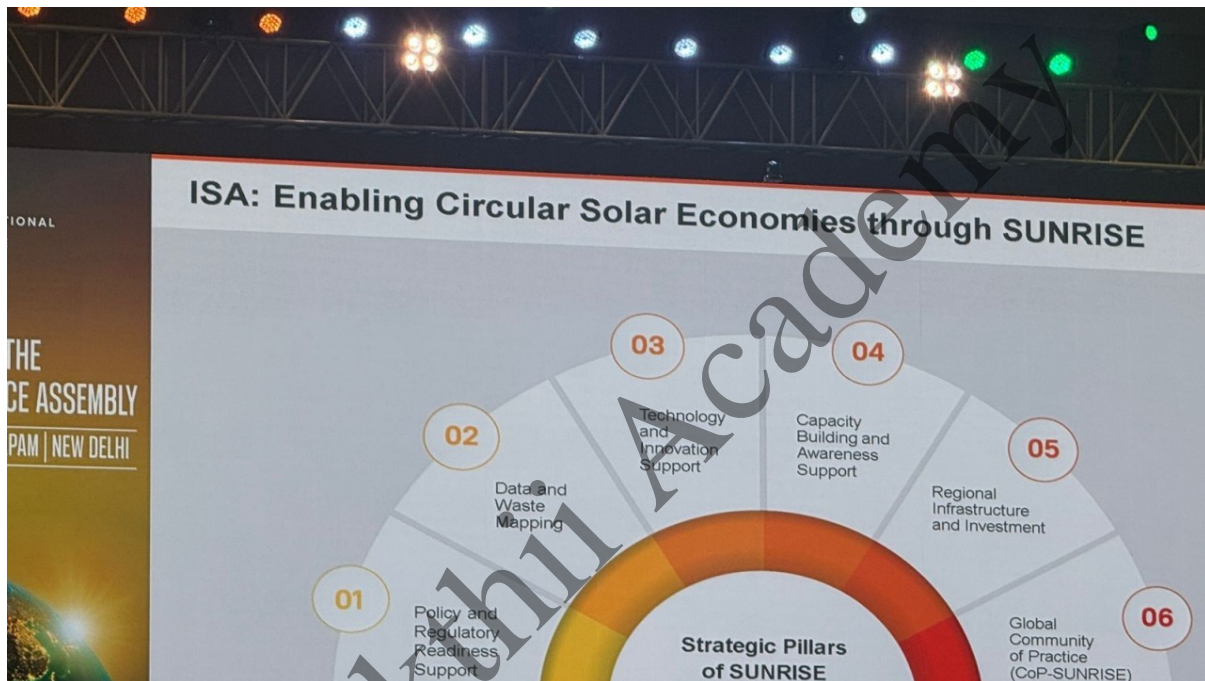 IONAL
THE
CE ASSEMBLY
PAM | NEW DELHI
ISA: Enabling Circular Solar Economies through SUNRISE
01
Policy and
Regulatory
Readiness
Support
02
Data and
Waste
Mapping
03
Technology
and
Innovation
Support
04
Capacity
Building and
Awareness
Support
05
Regional
Infrastructure
and Investment
06
Global
Community
of Practice
(CoP-SUNRISE)
Strategic Pillars
of SUNRISE
kthii Academy